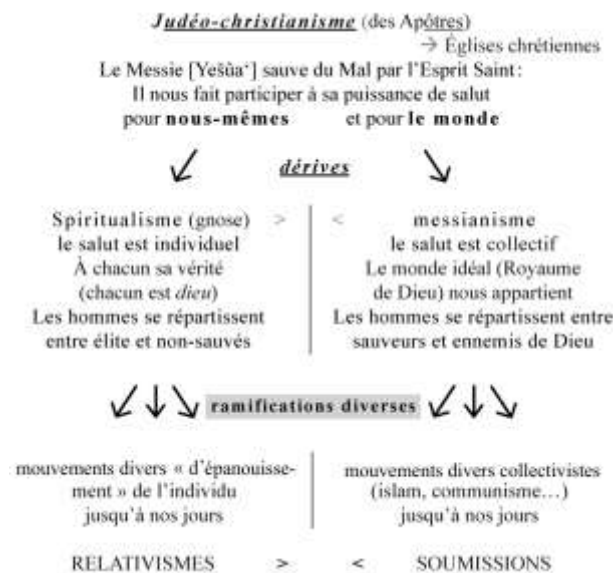 Judéo-christianisme (des Apôtres)
→ Églises chrétiennes
Le Messie [Yešûa‘] sauve du Mal par l’Esprit Saint :
Il nous fait participer à sa puissance de salut
pour nous-mêmes et pour le monde
dérives
Spiritualisme (gnose) >
le salut est individuel
À chacun sa vérité
(chacun est dieu)
Les hommes se répartissent
entre élite et non-sauvés
< messianisme
le salut est collectif
Le monde idéal (Royaume
de Dieu) nous appartient
Les hommes se répartissent entre
sauveurs et ennemis de Dieu
ramifications diverses
mouvements divers « d’épanouisse-
ment » de l’individu
jusqu’à nos jours
mouvements divers collectivistes
(islam, communisme…)
jusqu’à nos jours
RELATIVISMES > < SOUMISSIONS